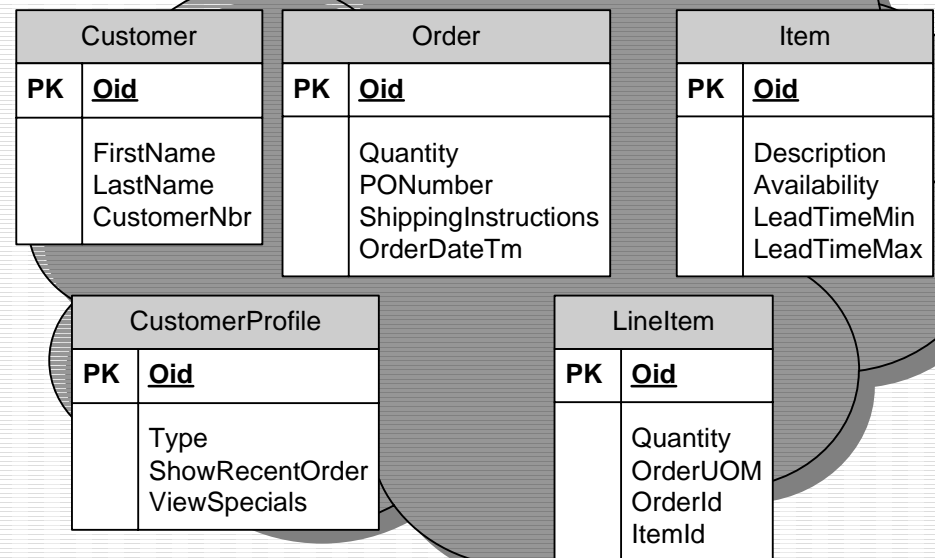 Customer
PK Oid
FirstName
LastName
CustomerNbr
Order
PK Oid
Quantity
PONumber
ShippingInstructions
OrderDateTm
Item
PK Oid
Description
Availability
LeadTimeMin
LeadTimeMax
CustomerProfile
PK Oid
Type
ShowRecentOrder
ViewSpecials
LineItem
PK Oid
Quantity
OrderUOM
OrderId
ItemId